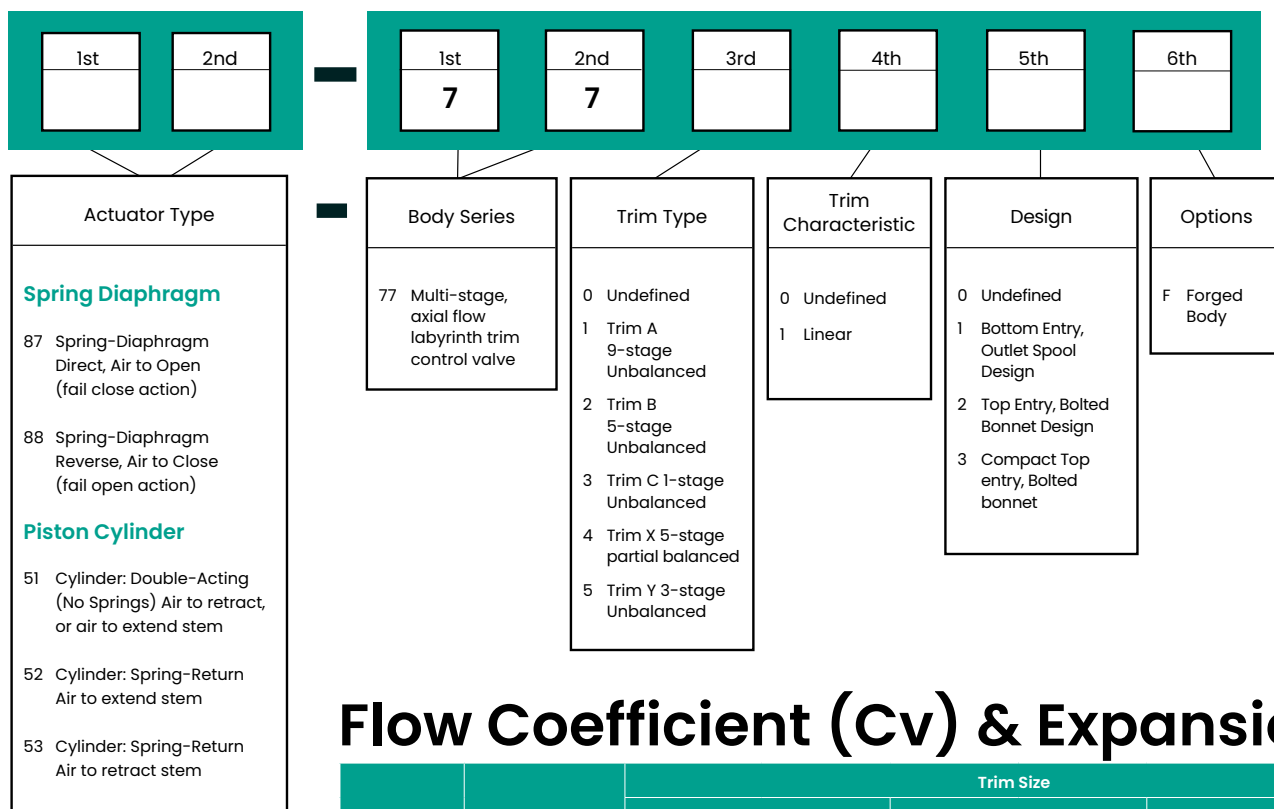 1st
2nd
1st
7
2nd
7
3rd
4th
5th
6th
Actuator Type
Spring Diaphragm
87 Spring-Diaphragm
Direct, Air to Open
(fail close action)
88 Spring-Diaphragm
Reverse, Air to Close
(fail open action)
Piston Cylinder
51 Cylinder: Double-Acting
(No Springs) Air to retract,
or air to extend stem
52 Cylinder: Spring-Return
Air to extend stem
53 Cylinder: Spring-Return
Air to retract stem
Body Series
77 Multi-stage,
axial flow
labyrinth trim
control valve
Trim Type
0 Undefined
1 Trim A
9-stage
Unbalanced
2 Trim B
5-stage
Unbalanced
3 Trim C 1-stage
Unbalanced
4 Trim X 5-stage
partial balanced
5 Trim Y 3-stage
Unbalanced
Trim
Characteristic
0 Undefined
1 Linear
Design
0 Undefined
1 Bottom Entry,
Outlet Spool
Design
2 Top Entry, Bolted
Bonnet Design
3 Compact Top
entry, Bolted
bonnet
Options
F Forged
Body
Flow Coefficient (Cv) &
Trim Size